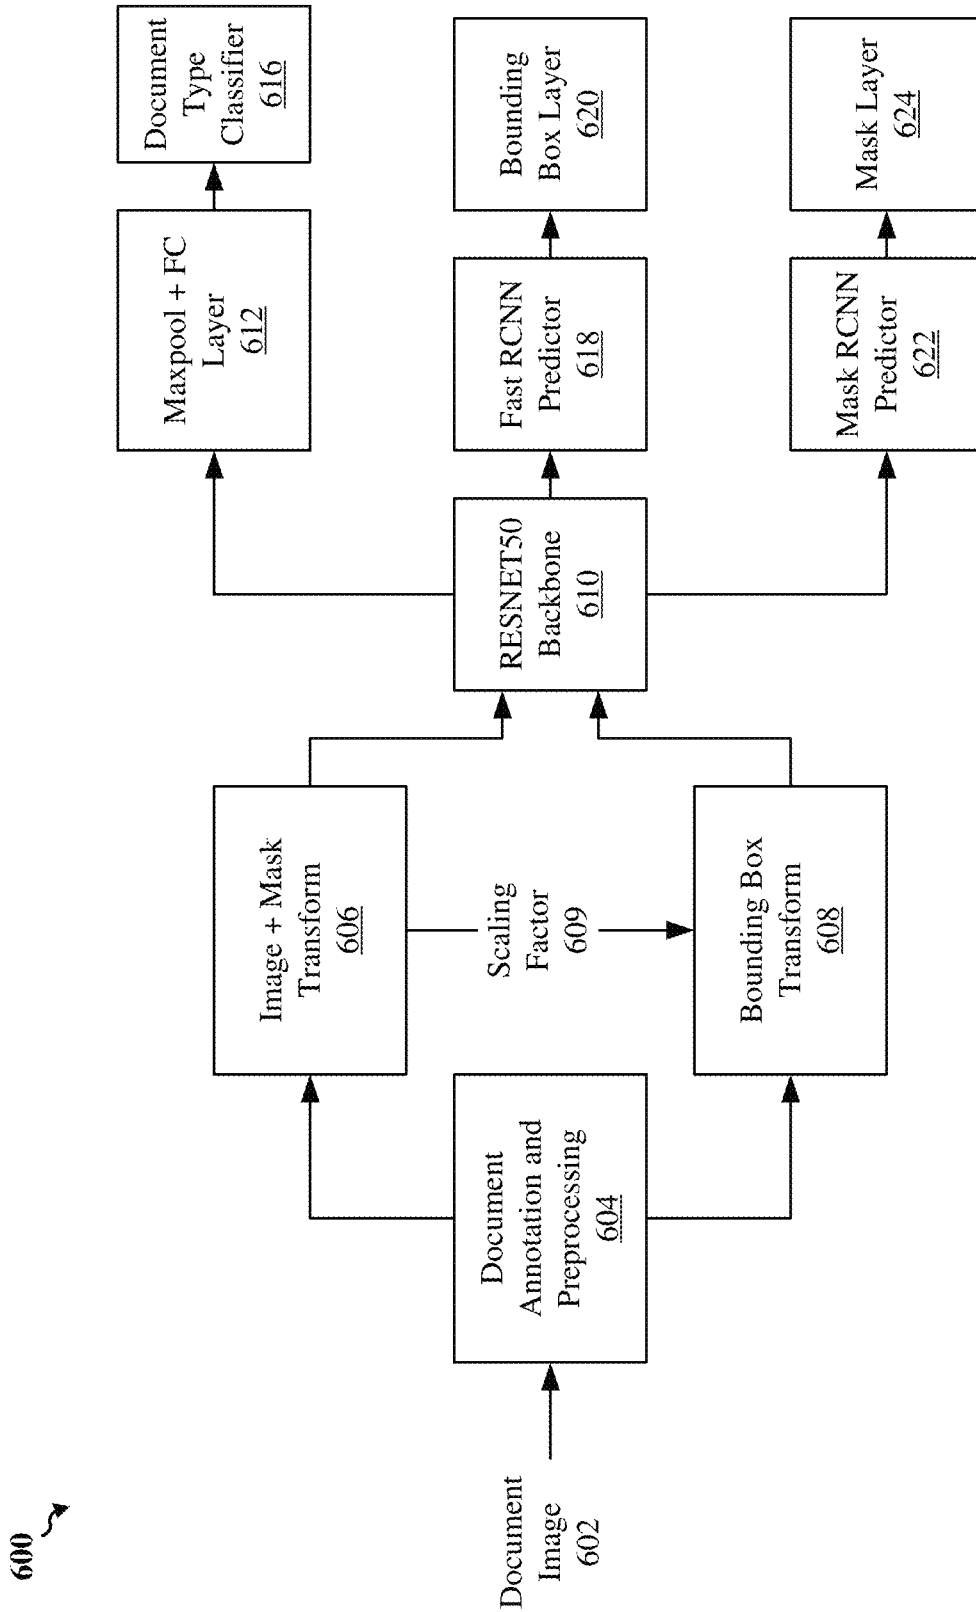 600
Document
Image
602
Document
Annotation and
Preprocessing
604
Image + Mask
Transform
606
Scaling
Factor
609
Bounding Box
Transform
608
RESNET50
Backbone
610
Maxpool + FC
Layer
612
Document
Type
Classifier
616
Fast RCNN
Predictor
618
Bounding
Box Layer
620
Mask RCNN
Predictor
622
Mask Layer
624